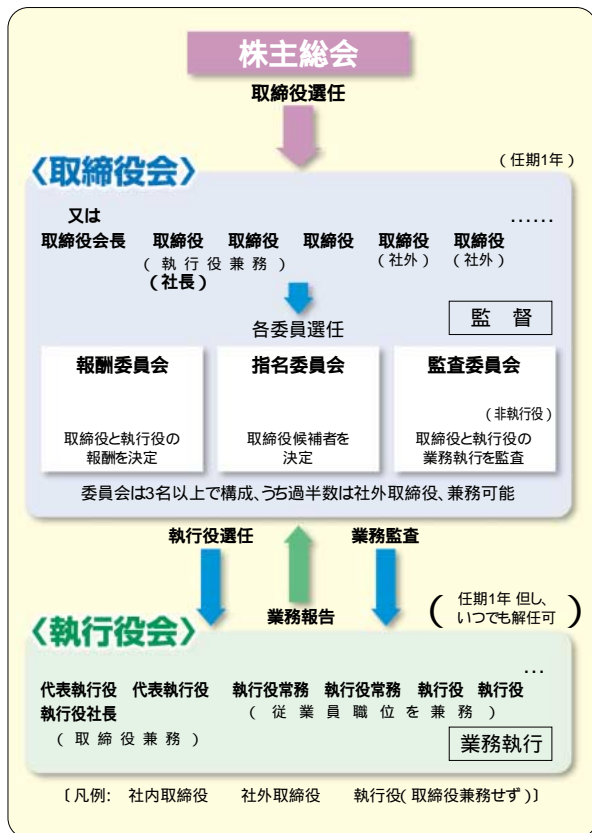 株主総会
取締役選任
〈取締役会〉
(任期1年)
又は
……
取締役会長 取締役 取締役 取締役 取締役 取締役
(執行役兼務) (社外) (社外)
(社長)
各委員選任
監 督
報酬委員会
取締役と執行役の
報酬を決定
指名委員会
取締役候補者を
決定
監査委員会
(非執行役)
取締役と執行役の
業務執行を監査
委員会は3名以上で構成、うち過半数は社外取締役、兼務可能
執行役選任
業務監査
業務報告
(任期1年 但し、
いつでも解任可)
〈執行役会〉
…
代表執行役 代表執行役 執行役常務 執行役常務 執行役 執行役
執行役社長 (従業員職位を兼務)
(取締役兼務)
業務執行
〔凡例: 社内取締役 社外取締役 執行役(取締役兼務せず)〕